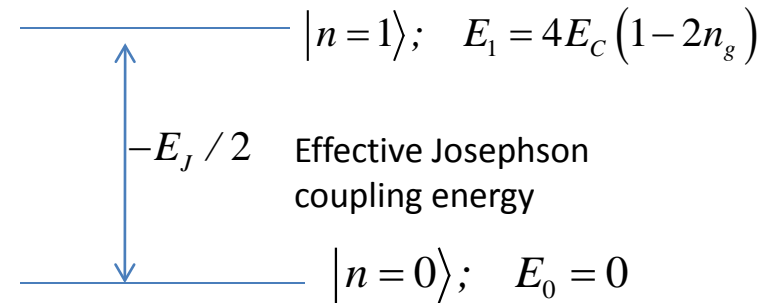 |n = 1⟩; E₁ = 4E_C (1 − 2n_g)
−E_J / 2 Effective Josephson
coupling energy
|n = 0⟩; E₀ = 0